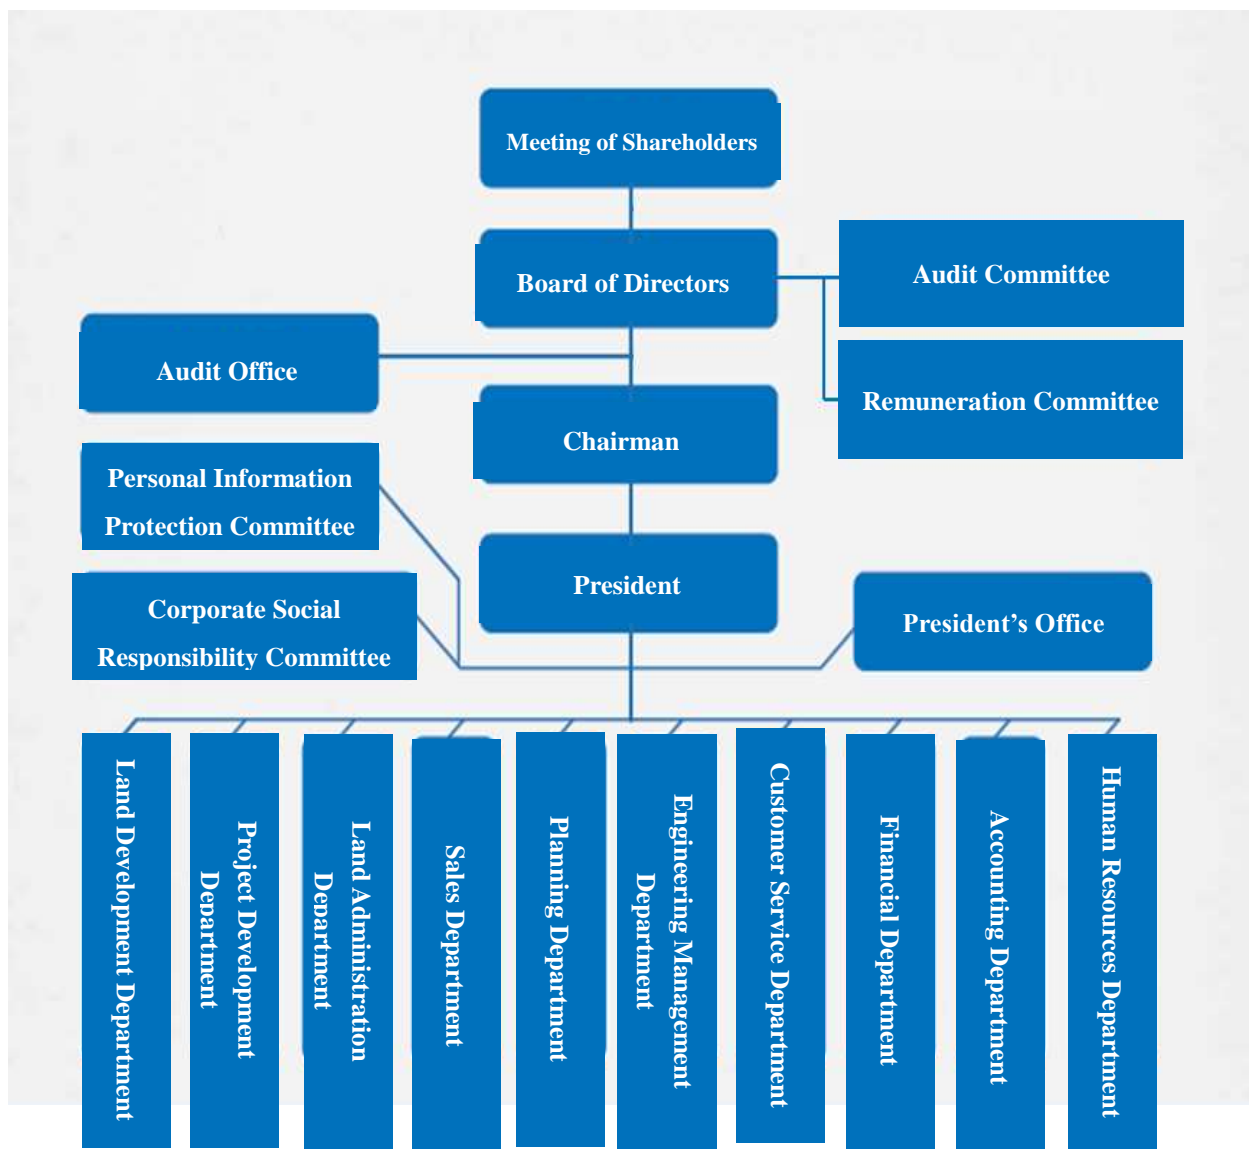 Meeting of Shareholders
Board of Directors
Audit Committee
Audit Office
Remuneration Committee
Chairman
Personal Information
Protection Committee
President
Corporate Social
Responsibility Committee
President’s Office
Land Development Department
Project Development
Department
Land Administration
Department
Sales Department
Planning Department
Engineering Management
Department
Customer Service Department
Financial Department
Accounting Department
Human Resources Department